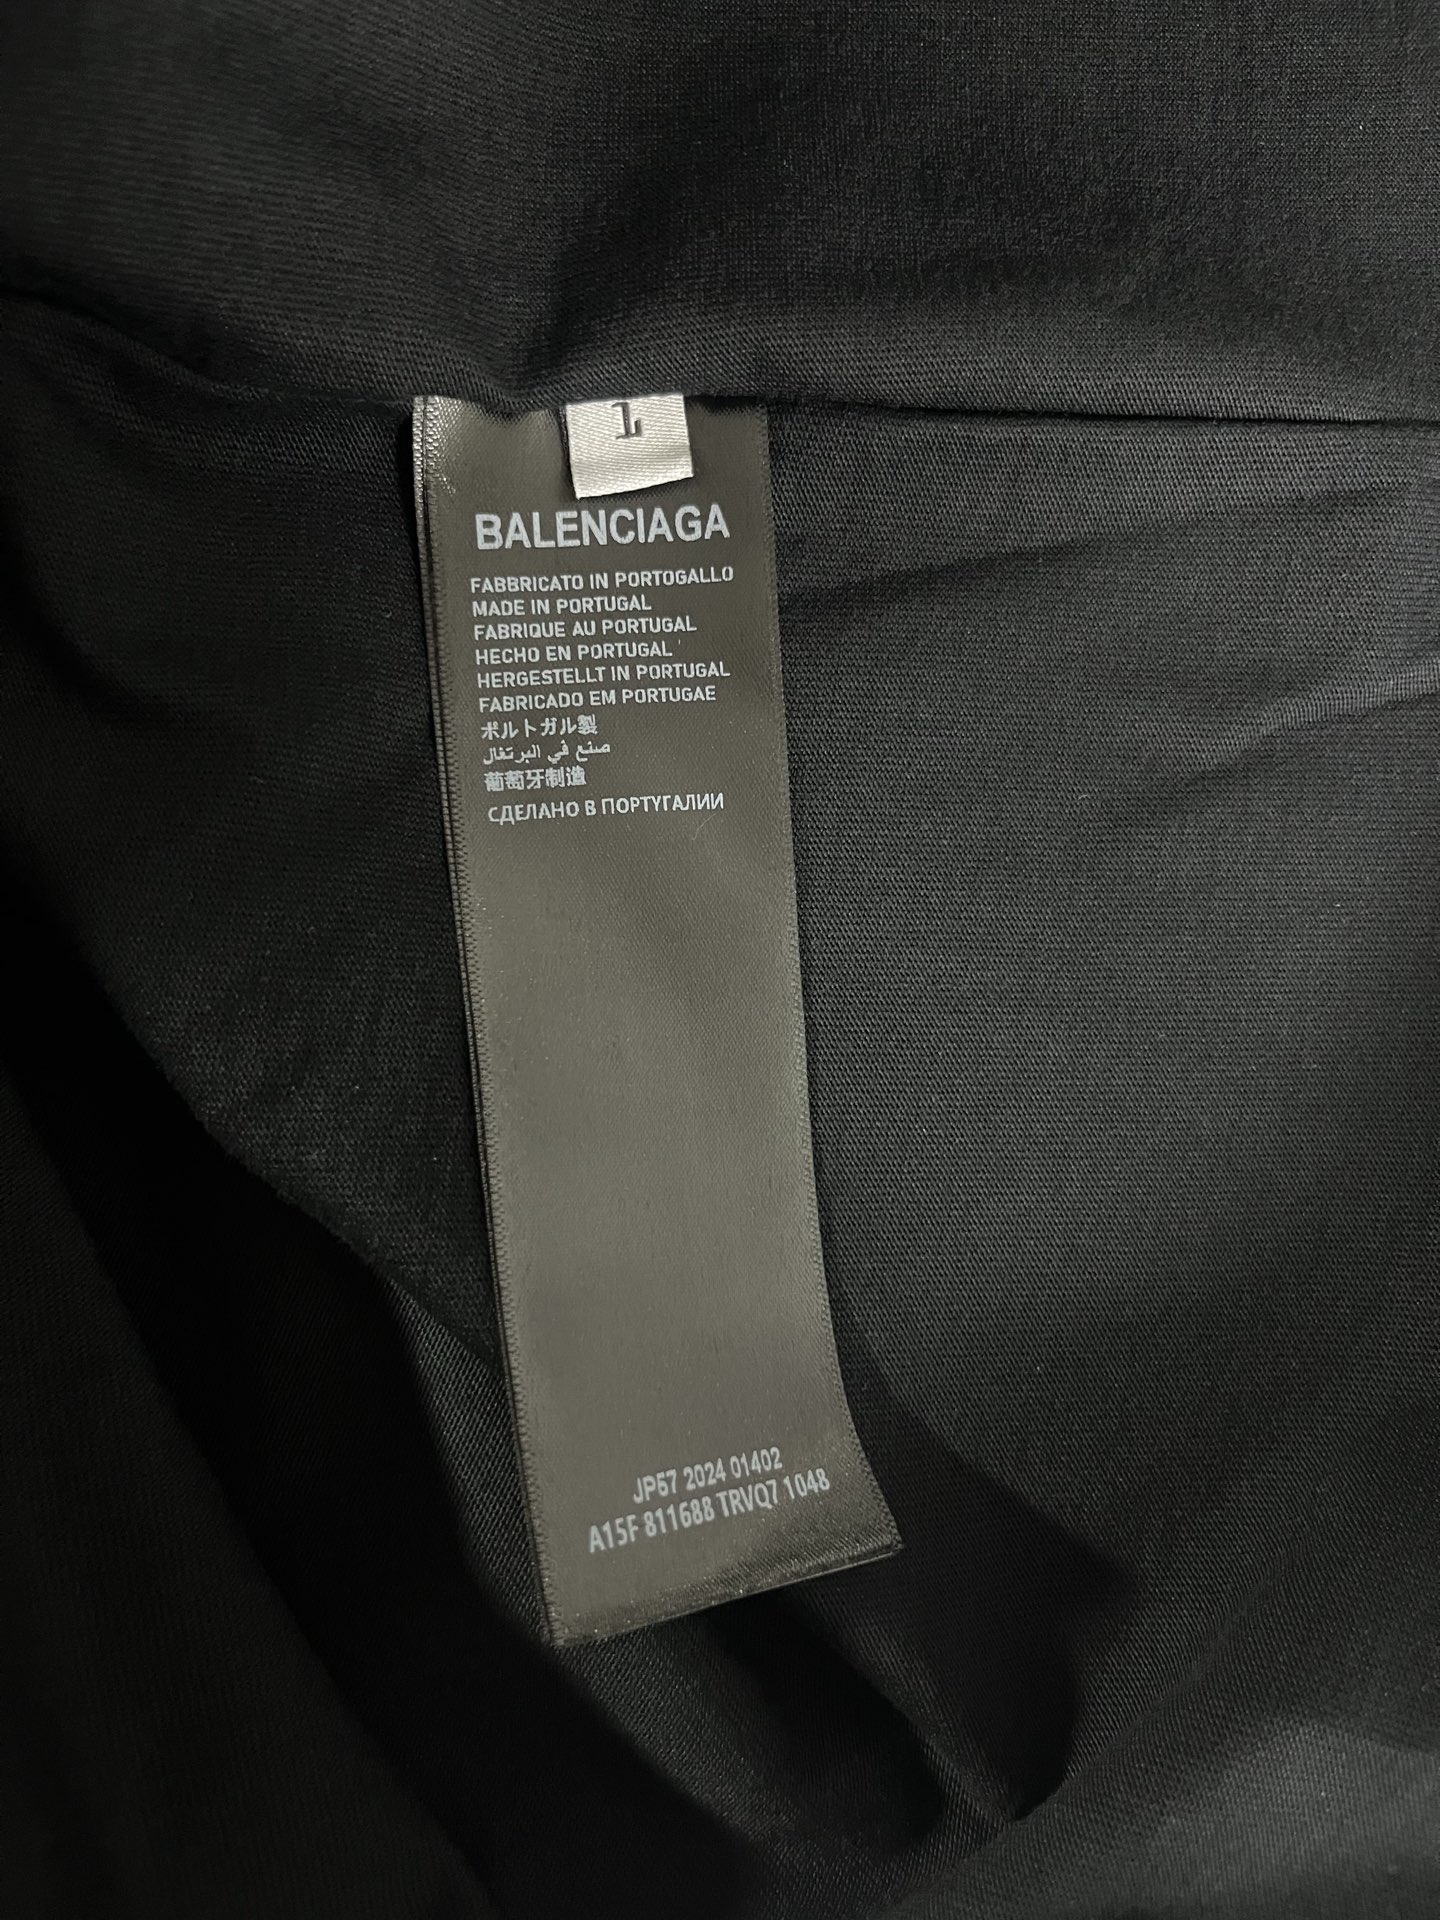 1
BALENCIAGA
FABBRICATO IN PORTOGALLO
MADE IN PORTUGAL
FABRIQUE AU PORTUGAL
HECHO EN PORTUGAL
HERGESTELLT IN PORTUGAL
FABRICADO EM PORTUGAE
ポルトガル製
صنع في البرتغال
葡萄牙制造
СДЕЛАНО В ПОРТУГАЛИИ
JP57 2024 01402
A15F 811688 TRVQ7 1048